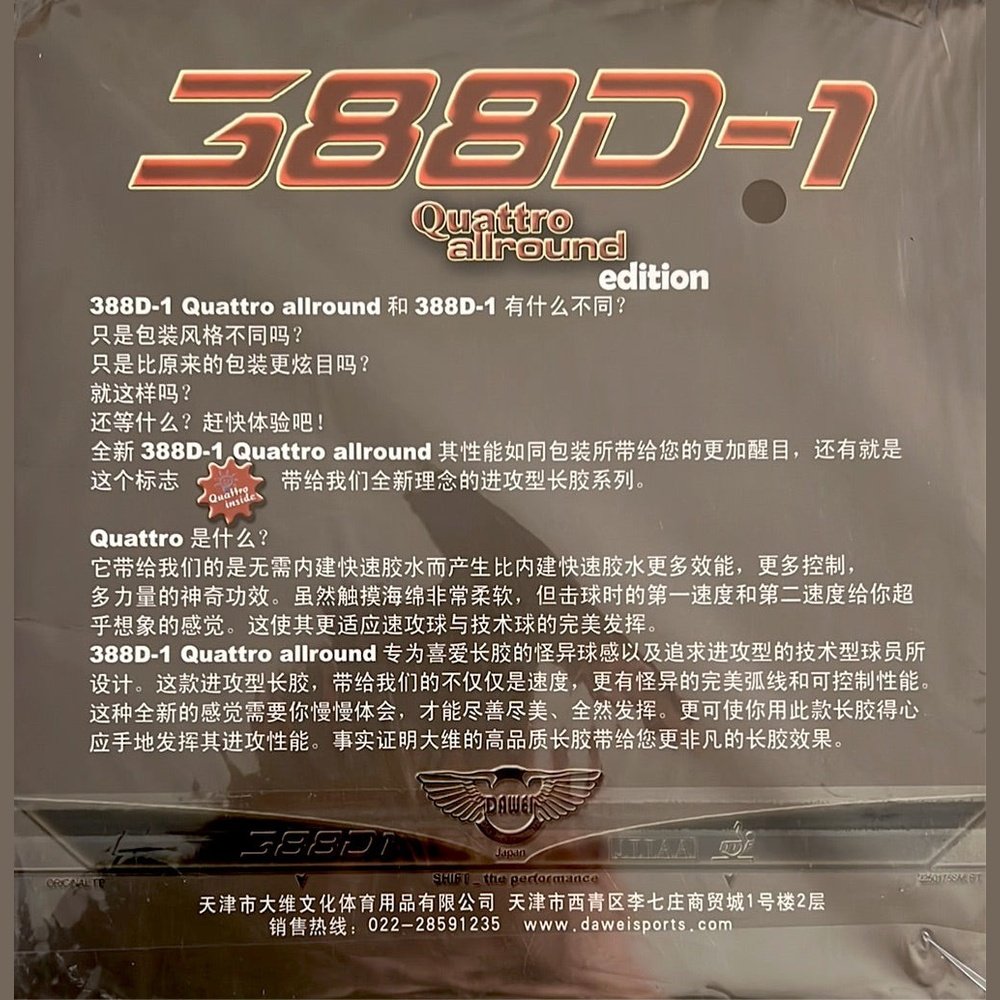 388D-1
Quattro
allround
edition
388D-1 Quattro allround 和 388D-1 有什么不同？
只是包装风格不同吗？
只是比原来的包装更炫目吗？
就这样吗？
还等什么？赶快体验吧！
全新 388D-1 Quattro allround 其性能如同包装所带给您的更加醒目，还有就是
这个标志 Quattro inside 带给我们全新理念的进攻型长胶系列。
Quattro 是什么？
它带给我们的是无需内建快速胶水而产生比内建快速胶水更多效能，更多控制，
多力量的神奇功效。虽然触摸海绵非常柔软，但击球时的第一速度和第二速度给你超
乎想象的感觉。这使其更适应速攻球与技术球的完美发挥。
388D-1 Quattro allround 专为喜爱长胶的怪异球感以及追求进攻型的技术型球员所
设计。这款进攻型长胶，带给我们的不仅仅是速度，更有怪异的完美弧线和可控制性能。
这种全新的感觉需要你慢慢体会，才能尽善尽美、全然发挥。更可使你用此款长胶得心
应手地发挥其进攻性能。事实证明大维的高品质长胶带给您更非凡的长胶效果。
DAWEI
Japan
388D1
SHIFT_the performance
天津市大维文化体育用品有限公司 天津市西青区李七庄商贸城1号楼2层
销售热线：022-28591235 www.daweisports.com